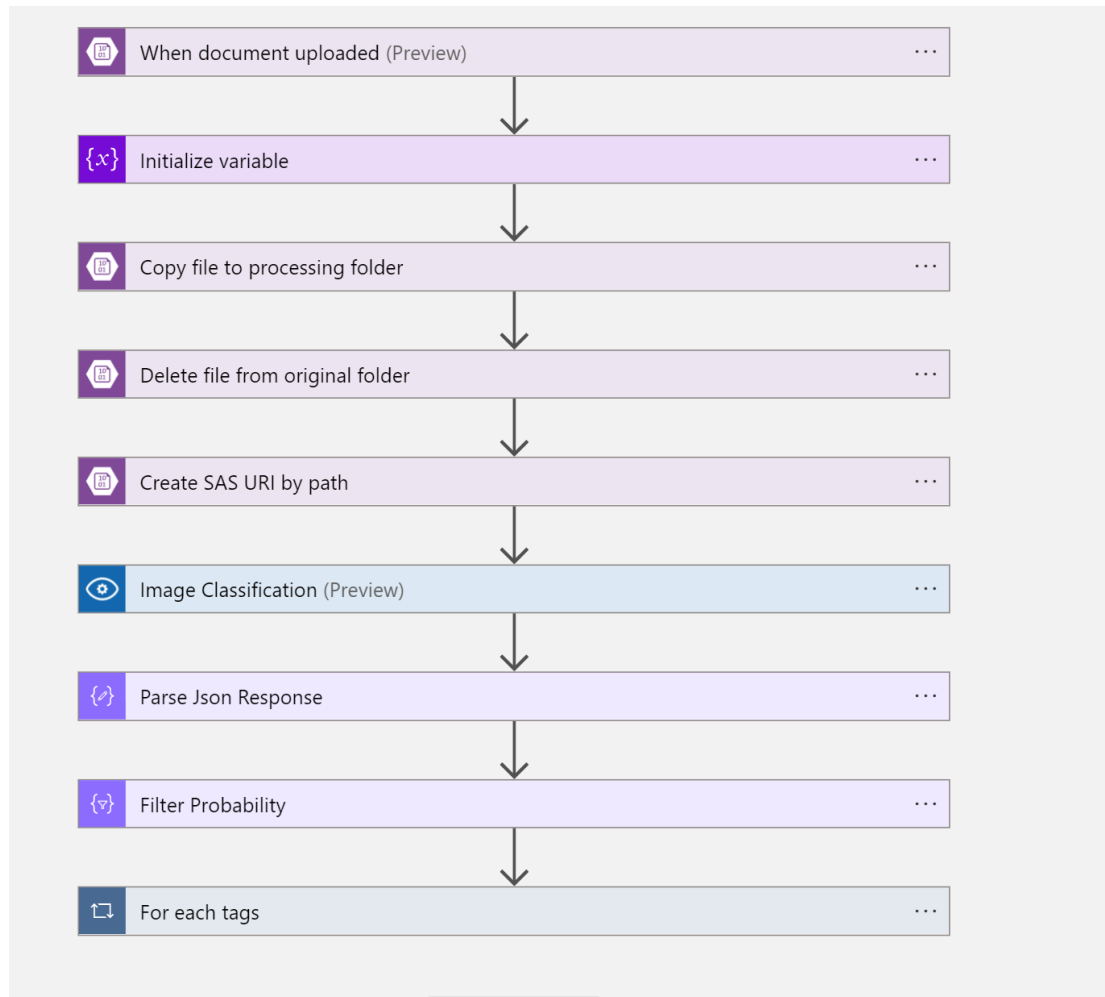 When document uploaded (Preview)
{x} Initialize variable
Copy file to processing folder
Delete file from original folder
Create SAS URI by path
Image Classification (Preview)
Parse Json Response
Filter Probability
For each tags